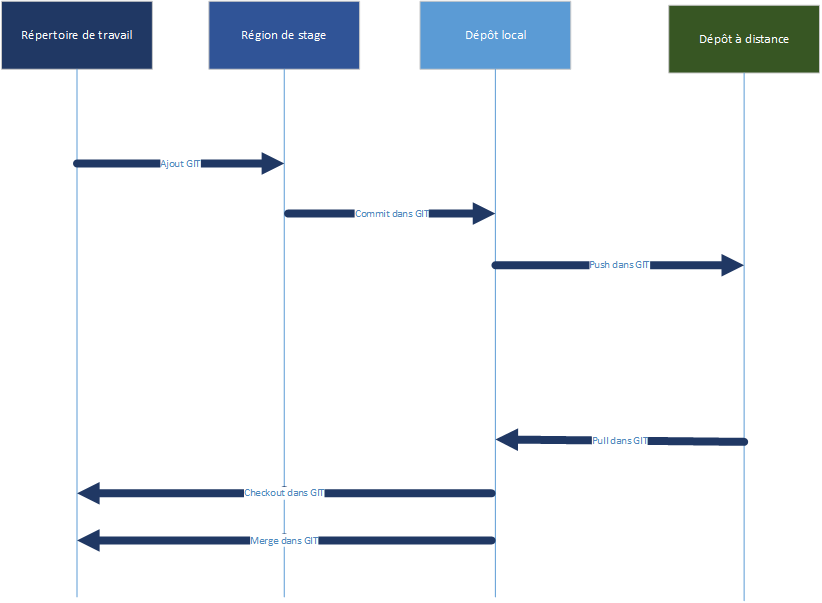 Répertoire de travail
Région de stage
Dépôt local
Dépôt à distance
Ajout GIT
Commit dans GIT
Push dans GIT
Pull dans GIT
Checkout dans GIT
Merge dans GIT